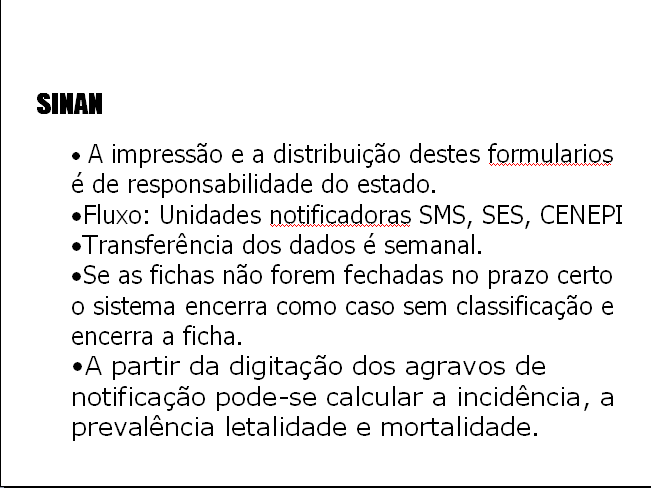 SINAN
• A impressão e a distribuição destes formularios
é de responsabilidade do estado.
•Fluxo: Unidades notificadoras SMS, SES, CENEPI
•Transferência dos dados é semanal.
•Se as fichas não forem fechadas no prazo certo
o sistema encerra como caso sem classificação e
encerra a ficha.
•A partir da digitação dos agravos de
notificação pode-se calcular a incidência, a
prevalência letalidade e mortalidade.